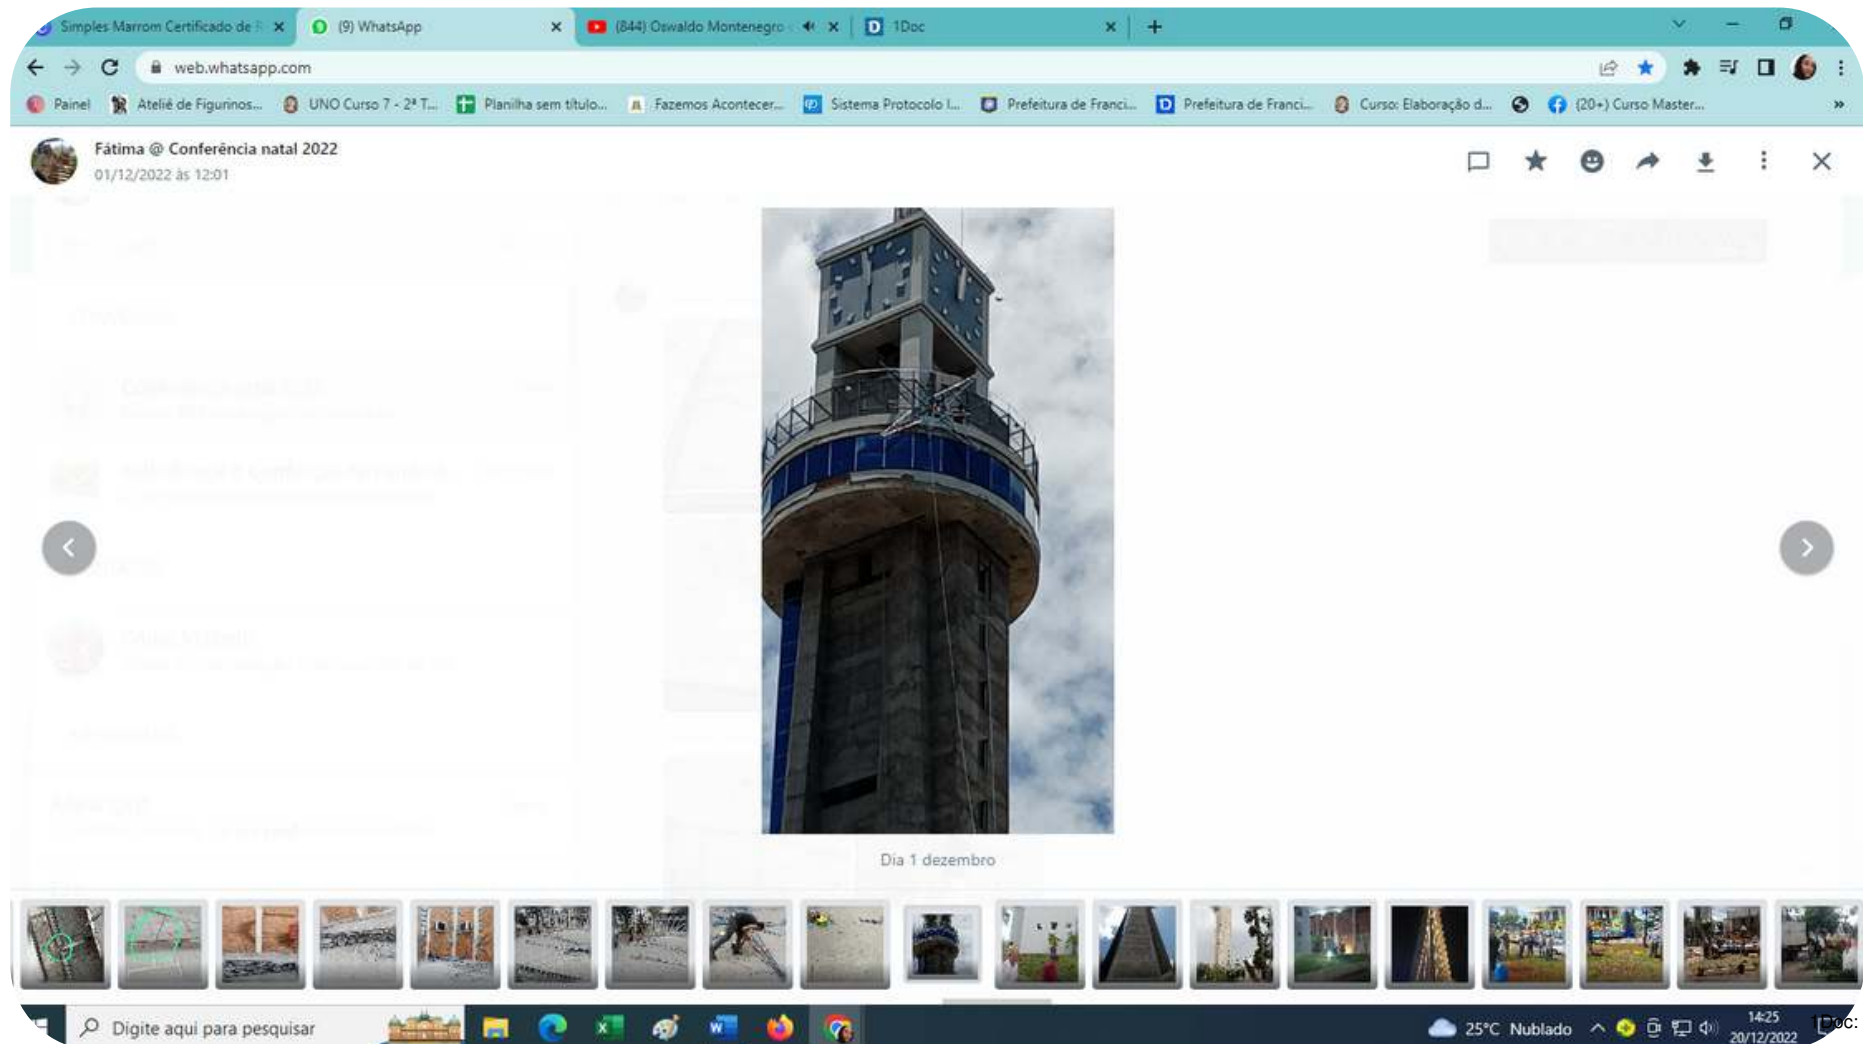 Simples Marrom Certificado de R
(9) WhatsApp
(844) Oswaldo Montenegro
1Doc
web.whatsapp.com
Painel
Ateliê de Figurinos...
UNO Curso 7 - 2ª T...
Planilha sem título...
Fazemos Acontecer...
Sistema Protocolo I...
Prefeitura de Franci...
Prefeitura de Franci...
Curso: Elaboração d...
(20+) Curso Master...
Fátima @ Conferência natal 2022
01/12/2022 às 12:01
Dia 1 dezembro
Digite aqui para pesquisar
25°C Nublado
14:25
20/12/2022
1Doc: